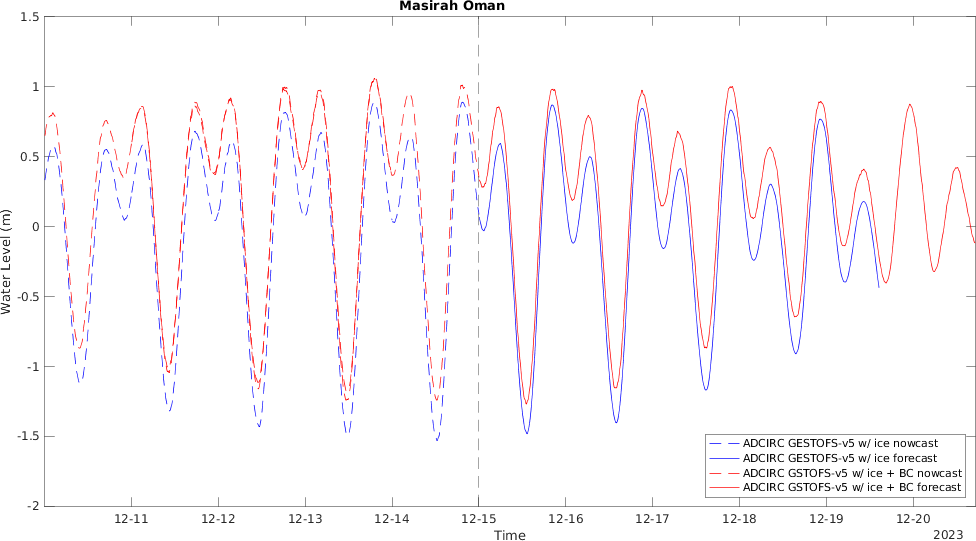 Masirah Oman
1.5
1
0.5
0
-0.5
-1
-1.5
-2
Water Level (m)
12-11
12-12
12-13
12-14
12-15
12-16
12-17
12-18
12-19
12-20
Time
2023
ADCIRC GESTOFS-v5 w/ ice nowcast
ADCIRC GESTOFS-v5 w/ ice forecast
ADCIRC GSTOFS-v5 w/ ice + BC nowcast
ADCIRC GSTOFS-v5 w/ ice + BC forecast